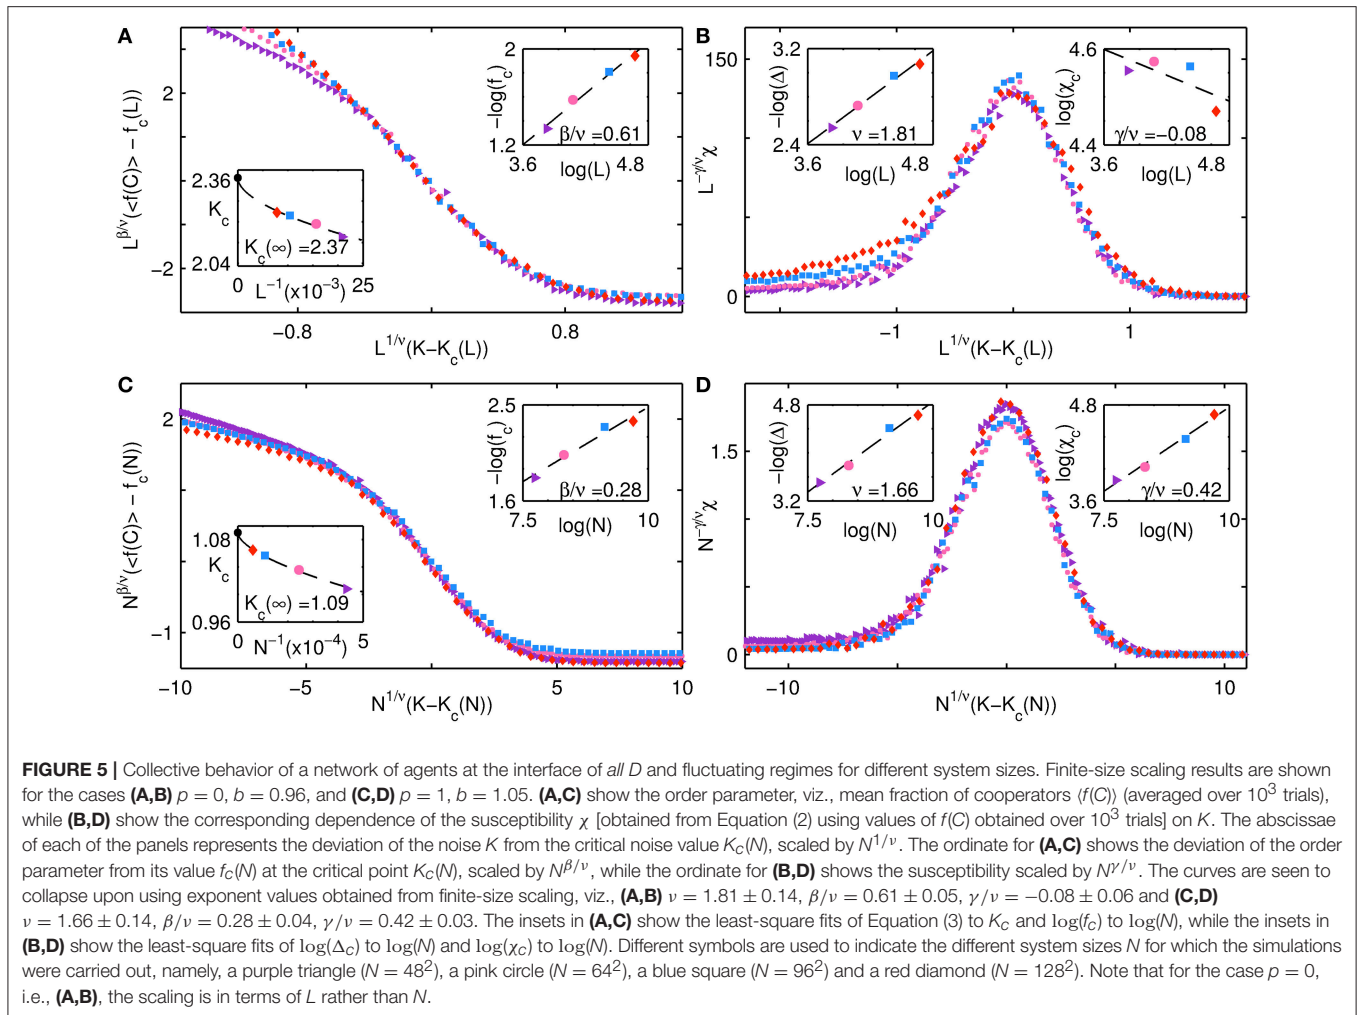 A
L^{β/ν}(<f(C)> − f_c(L))
2
−2
−0.8
0.8
L^{1/ν}(K−K_c(L))
2
−log(f_c)
1.2
β/ν =0.61
3.6
4.8
log(L)
2.36
K_c
K_c(∞) =2.37
2.04
0
25
L^{−1}(x10^{−3})
B
150
L^{−γ/ν}χ
0
−1
1
L^{1/ν}(K−K_c(L))
3.2
−log(Δ)
ν =1.81
2.4
3.6
4.8
log(L)
4.6
log(χ_c)
4.4
γ/ν=−0.08
3.6
4.8
log(L)
C
N^{β/ν}(<f(C)> − f_c(N))
2
−1
−10
−5
5
10
N^{1/ν}(K−K_c(N))
2.5
−log(f_c)
1.6
β/ν =0.28
7.5
10
log(N)
1.08
K_c
K_c(∞) =1.09
0.96
0
5
N^{−1}(x10^{−4})
D
1.5
N^{−γ/ν}χ
0
−10
10
N^{1/ν}(K−K_c(N))
4.8
−log(Δ)
3.2
ν =1.66
7.5
10
log(N)
4.8
log(χ_c)
3.6
γ/ν =0.42
7.5
10
log(N)
FIGURE 5 | Collective behavior of a network of agents at the interface of all D and fluctuating regimes for different system sizes. Finite-size scaling results are shown
for the cases (A,B) p = 0, b = 0.96, and (C,D) p = 1, b = 1.05. (A,C) show the order parameter, viz., mean fraction of cooperators ⟨f(C)⟩ (averaged over 10³ trials),
while (B,D) show the corresponding dependence of the susceptibility χ [obtained from Equation (2) using values of f(C) obtained over 10³ trials] on K. The abscissae
of each of the panels represents the deviation of the noise K from the critical noise value K_c(N), scaled by N^{1/ν}. The ordinate for (A,C) shows the deviation of the order
parameter from its value f_c(N) at the critical point K_c(N), scaled by N^{β/ν}, while the ordinate for (B,D) shows the susceptibility scaled by N^{γ/ν}. The curves are seen to
collapse upon using exponent values obtained from finite-size scaling, viz., (A,B) ν = 1.81 ± 0.14, β/ν = 0.61 ± 0.05, γ/ν = −0.08 ± 0.06 and (C,D)
ν = 1.66 ± 0.14, β/ν = 0.28 ± 0.04, γ/ν = 0.42 ± 0.03. The insets in (A,C) show the least-square fits of Equation (3) to K_C and log(f_C) to log(N), while the insets in
(B,D) show the least-square fits of log(Δ_C) to log(N) and log(χ_C) to log(N). Different symbols are used to indicate the different system sizes N for which the simulations
were carried out, namely, a purple triangle (N = 48²), a pink circle (N = 64²), a blue square (N = 96²) and a red diamond (N = 128²). Note that for the case p = 0,
i.e., (A,B), the scaling is in terms of L rather than N.